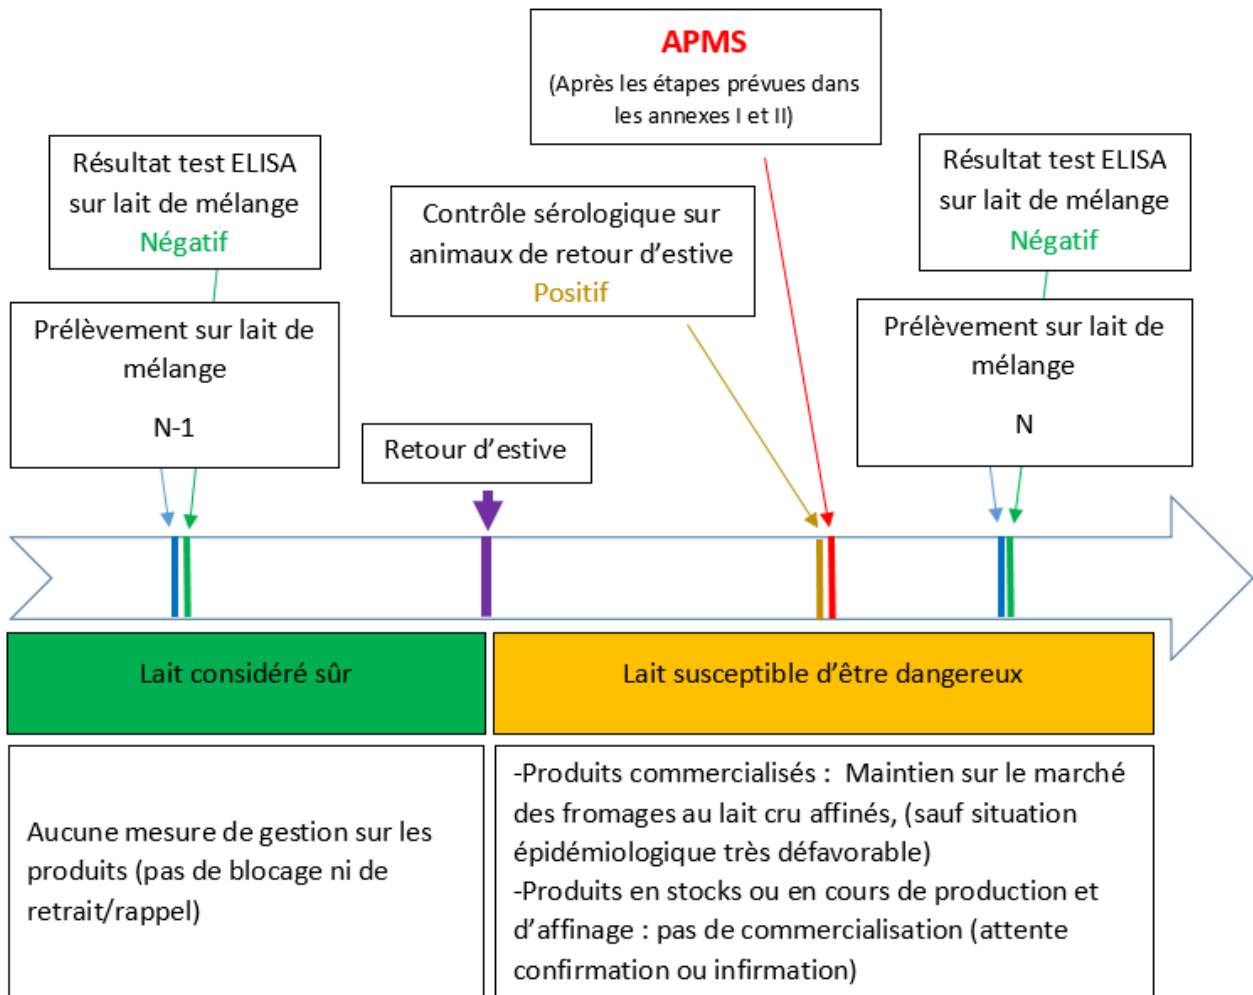 APMS
(Après les étapes prévues dans
les annexes I et II)
Résultat test ELISA
sur lait de mélange
Négatif
Contrôle sérologique sur
animaux de retour d’estive
Positif
Résultat test ELISA
sur lait de mélange
Négatif
Prélèvement sur lait de
mélange
N-1
Retour d’estive
Prélèvement sur lait de
mélange
N
Lait considéré sûr
Lait susceptible d’être dangereux
Aucune mesure de gestion sur les
produits (pas de blocage ni de
retrait/rappel)
-Produits commercialisés : Maintien sur le marché
des fromages au lait cru affinés, (sauf situation
épidémiologique très défavorable)
-Produits en stocks ou en cours de production et
d’affinage : pas de commercialisation (attente
confirmation ou infirmation)